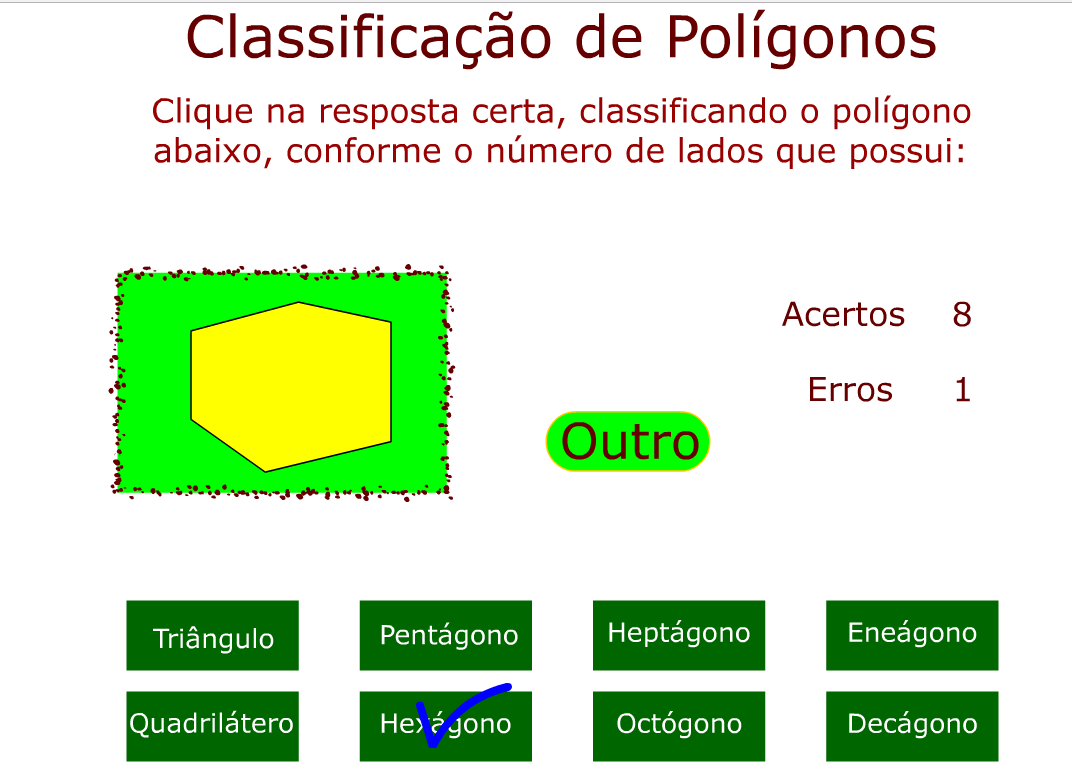 Classificação de Polígonos
Clique na resposta certa, classificando o polígono
abaixo, conforme o número de lados que possui:
Acertos 8
Erros 1
Outro
Triângulo
Pentágono
Heptágono
Eneágono
Quadrilátero
Hexágono
Octógono
Decágono